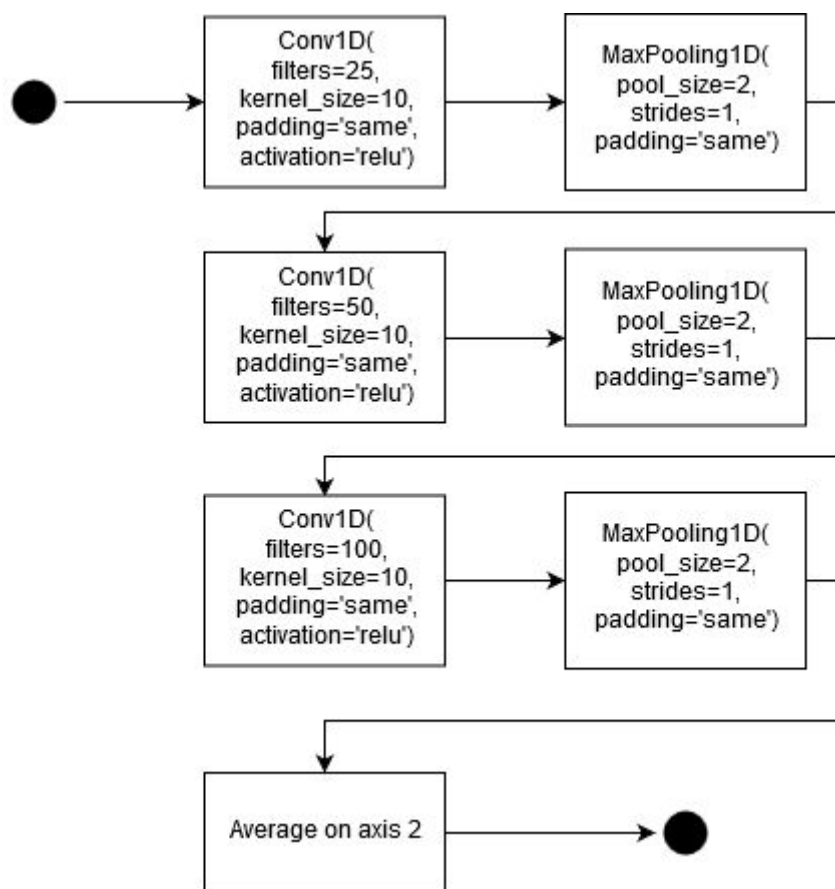 Conv1D(
filters=25,
kernel_size=10,
padding='same',
activation='relu')
MaxPooling1D(
pool_size=2,
strides=1,
padding='same')
Conv1D(
filters=50,
kernel_size=10,
padding='same',
activation='relu')
MaxPooling1D(
pool_size=2,
strides=1,
padding='same')
Conv1D(
filters=100,
kernel_size=10,
padding='same',
activation='relu')
MaxPooling1D(
pool_size=2,
strides=1,
padding='same')
Average on axis 2